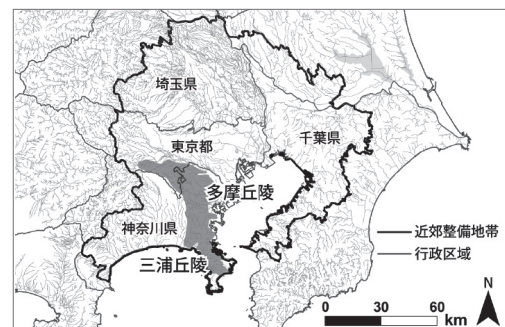 埼玉県
東京都
千葉県
多摩丘陵
神奈川県
三浦丘陵
近郊整備地帯
行政区域
N
0 30 60
km